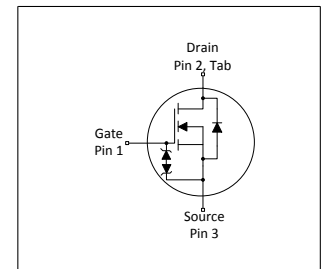 Drain
Pin 2, Tab
Gate
Pin 1
Source
Pin 3